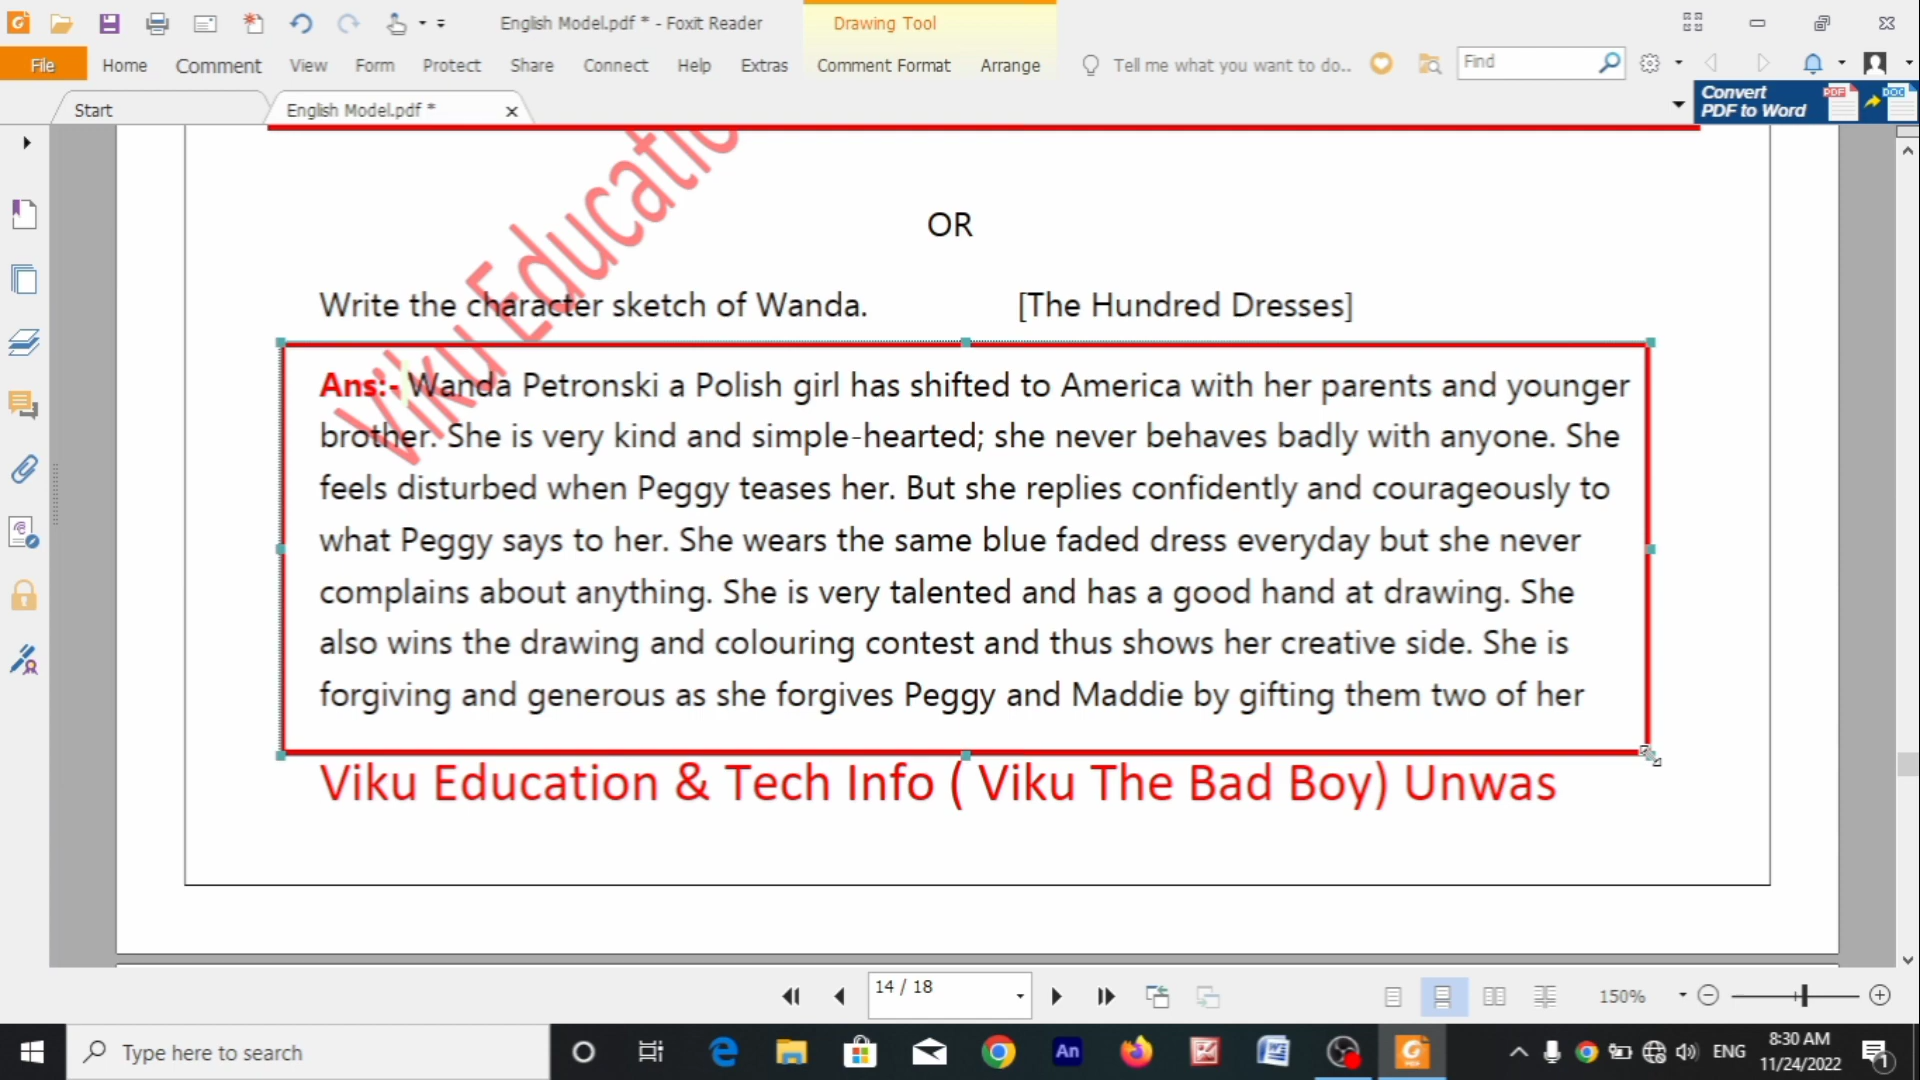 English Model.pdf * - Foxit Reader
Drawing Tool
File Home Comment View Form Protect Share Connect Help Extras Comment Format Arrange Tell me what you want to do.. Find
Start English Model.pdf *
Convert
PDF to Word
PDF DOC
Viku Educatio
OR
Write the character sketch of Wanda. [The Hundred Dresses]
Ans:- Wanda Petronski a Polish girl has shifted to America with her parents and younger
brother. She is very kind and simple-hearted; she never behaves badly with anyone. She
feels disturbed when Peggy teases her. But she replies confidently and courageously to
what Peggy says to her. She wears the same blue faded dress everyday but she never
complains about anything. She is very talented and has a good hand at drawing. She
also wins the drawing and colouring contest and thus shows her creative side. She is
forgiving and generous as she forgives Peggy and Maddie by gifting them two of her
Viku Education & Tech Info ( Viku The Bad Boy) Unwas
14 / 18
150%
Type here to search
An
ENG
8:30 AM
11/24/2022
1